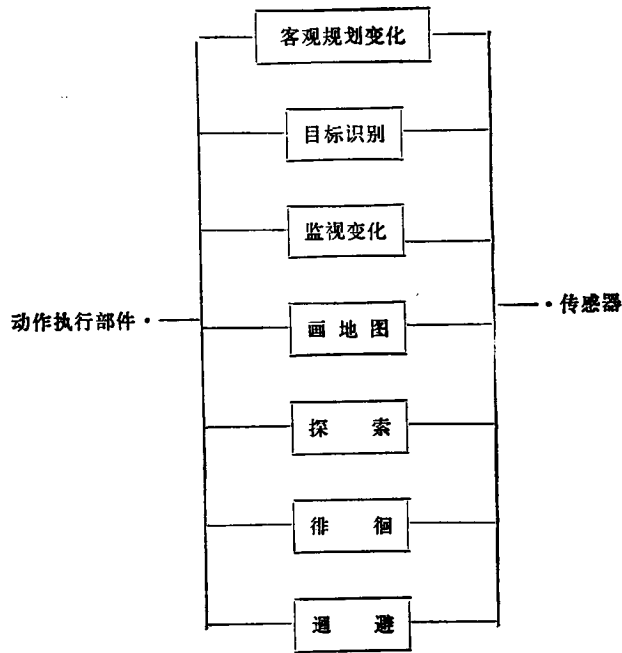 客观规划变化
目标识别
监视变化
动作执行部件·
·传感器
画地图
探索
徘徊
迴避